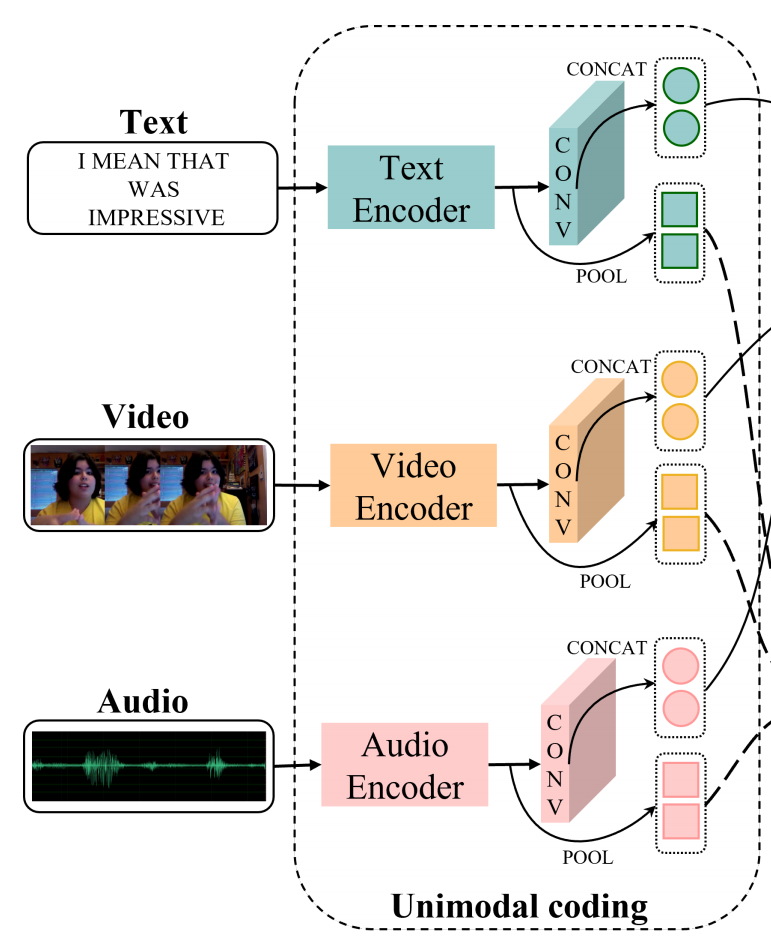 CONCAT
Text
I MEAN THAT
WAS
IMPRESSIVE
Text
Encoder
C
O
N
V
POOL
CONCAT
Video
Video
Encoder
C
O
N
V
POOL
CONCAT
Audio
Audio
Encoder
C
O
N
V
POOL
Unimodal coding